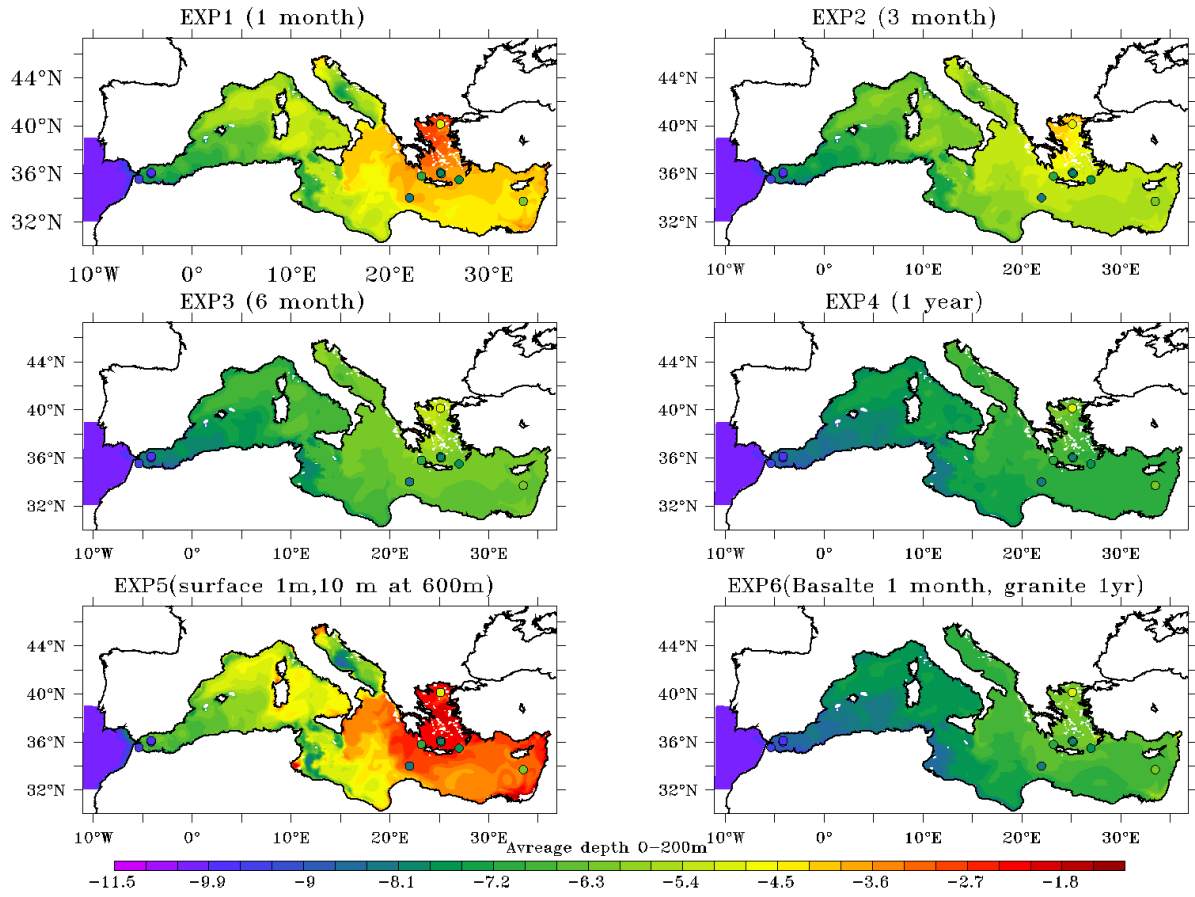 EXP1 (1 month)
EXP2 (3 month)
44°N
40°N
36°N
32°N
44°N
40°N
36°N
32°N
10°W 0° 10°E 20°E 30°E
10°W 0° 10°E 20°E 30°E
EXP3 (6 month)
EXP4 (1 year)
44°N
40°N
36°N
32°N
44°N
40°N
36°N
32°N
10°W 0° 10°E 20°E 30°E
10°W 0° 10°E 20°E 30°E
EXP5(surface 1m,10 m at 600m)
EXP6(Basalte 1 month, granite 1yr)
44°N
40°N
36°N
32°N
44°N
40°N
36°N
32°N
10°W 0° 10°E 20°E 30°E
10°W 0° 10°E 20°E 30°E
Avreage depth 0-200m
-11.5 -9.9 -9 -8.1 -7.2 -6.3 -5.4 -4.5 -3.6 -2.7 -1.8